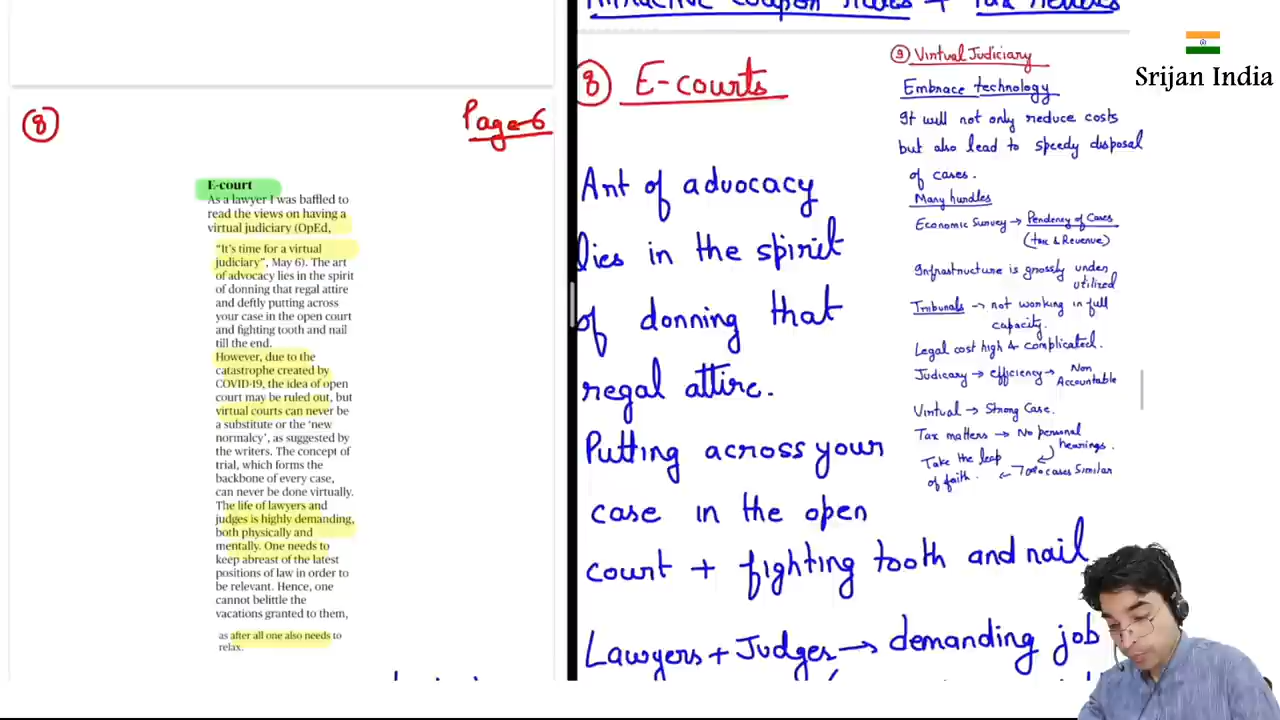 Attractive coupon rates + Tax
Srijan India
8
Page-6
E-court
As a lawyer I was baffled to
read the views on having a
virtual judiciary (OpEd,
“It's time for a virtual
judiciary”, May 6). The art
of advocacy lies in the spirit
of donning that regal attire
and deftly putting across
your case in the open court
and fighting tooth and nail
till the end.
However, due to the
catastrophe created by
COVID-19, the idea of open
court may be ruled out, but
virtual courts can never be
a substitute or the ‘new
normalcy’, as suggested by
the writers. The concept of
trial, which forms the
backbone of every case,
can never be done virtually.
The life of lawyers and
judges is highly demanding,
both physically and
mentally. One needs to
keep abreast of the latest
positions of law in order to
be relevant. Hence, one
cannot belittle the
vacations granted to them,
as after all one also needs to
relax.
8 E-courts
Art of advocacy
lies in the spirit
of donning that
regal attire.
Putting across your
case in the open
court + fighting tooth and nail
Lawyers + Judges → demanding job
9 Virtual Judiciary
Embrace technology
It will not only reduce costs
but also lead to speedy disposal
of cases.
Many hurdles
Economic Survey → Pendency of Cases
(tax & Revenue)
Infrastructure is grossly under
utilized
Tribunals → not working in full
capacity.
Legal cost high & complicated.
Judicary → efficiency → Non
Accountable
Virtual → Strong Case.
Tax matters → No personal
hearings.
Take the leap
of faith. ← 70% cases Similar